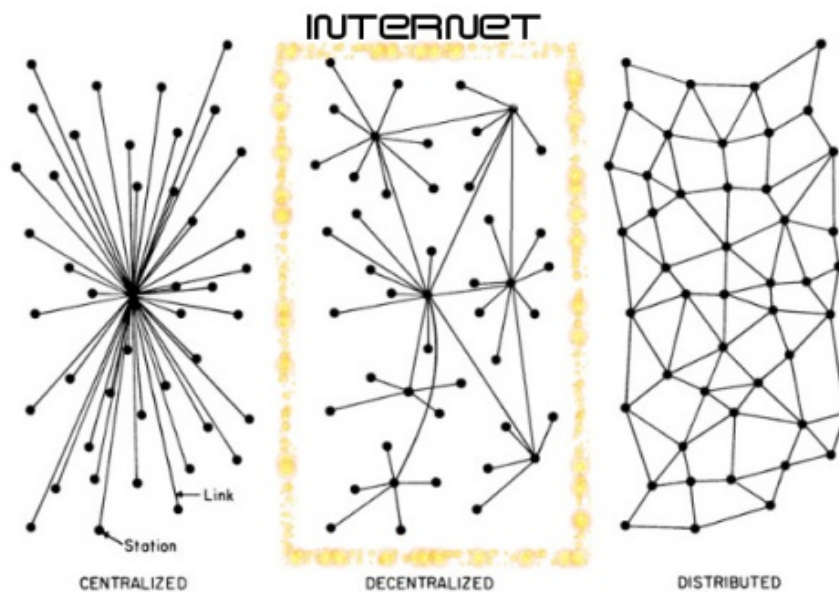 INTERNET
Link
Station
CENTRALIZED
DECENTRALIZED
DISTRIBUTED